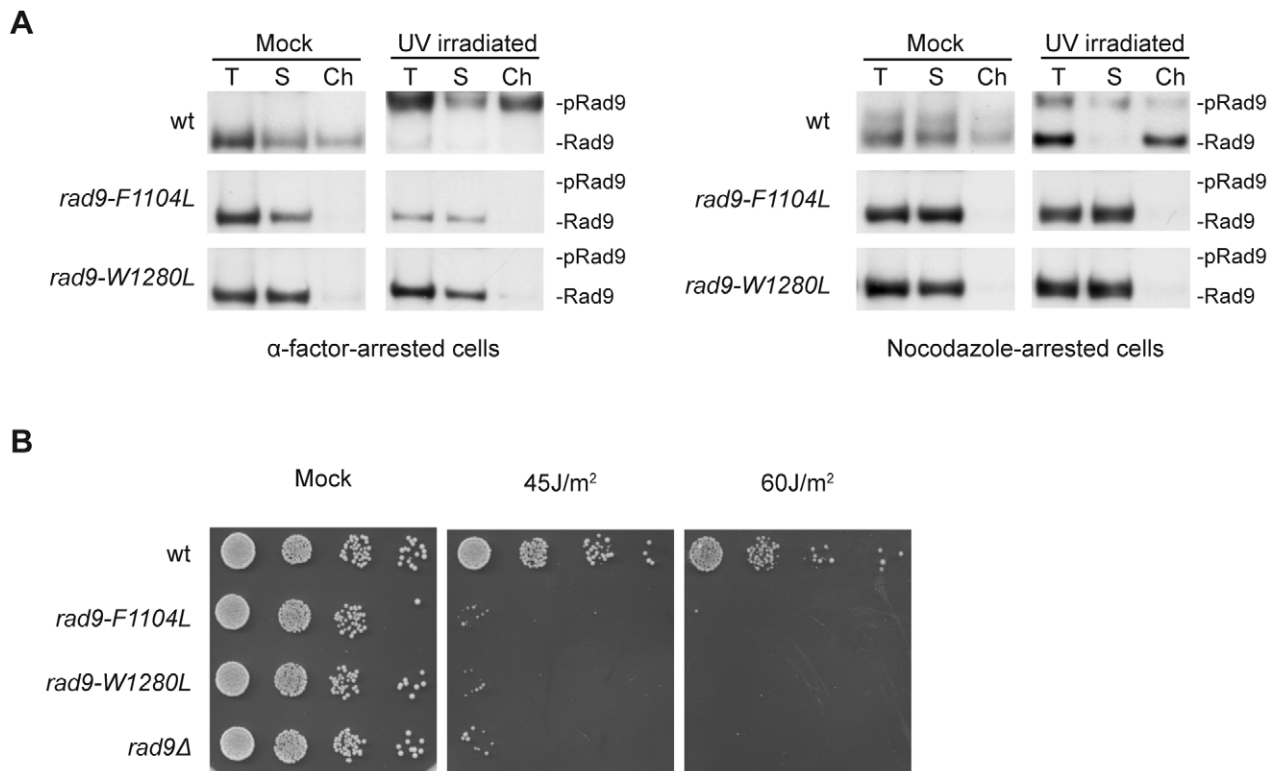 A
Mock UV irradiated Mock UV irradiated
T S Ch T S Ch T S Ch T S Ch
wt -pRad9 wt -pRad9
-Rad9 -Rad9
rad9-F1104L -pRad9 rad9-F1104L -pRad9
-Rad9 -Rad9
rad9-W1280L -pRad9 rad9-W1280L -pRad9
-Rad9 -Rad9
α-factor-arrested cells Nocodazole-arrested cells
B
Mock 45J/m² 60J/m²
wt
rad9-F1104L
rad9-W1280L
rad9Δ